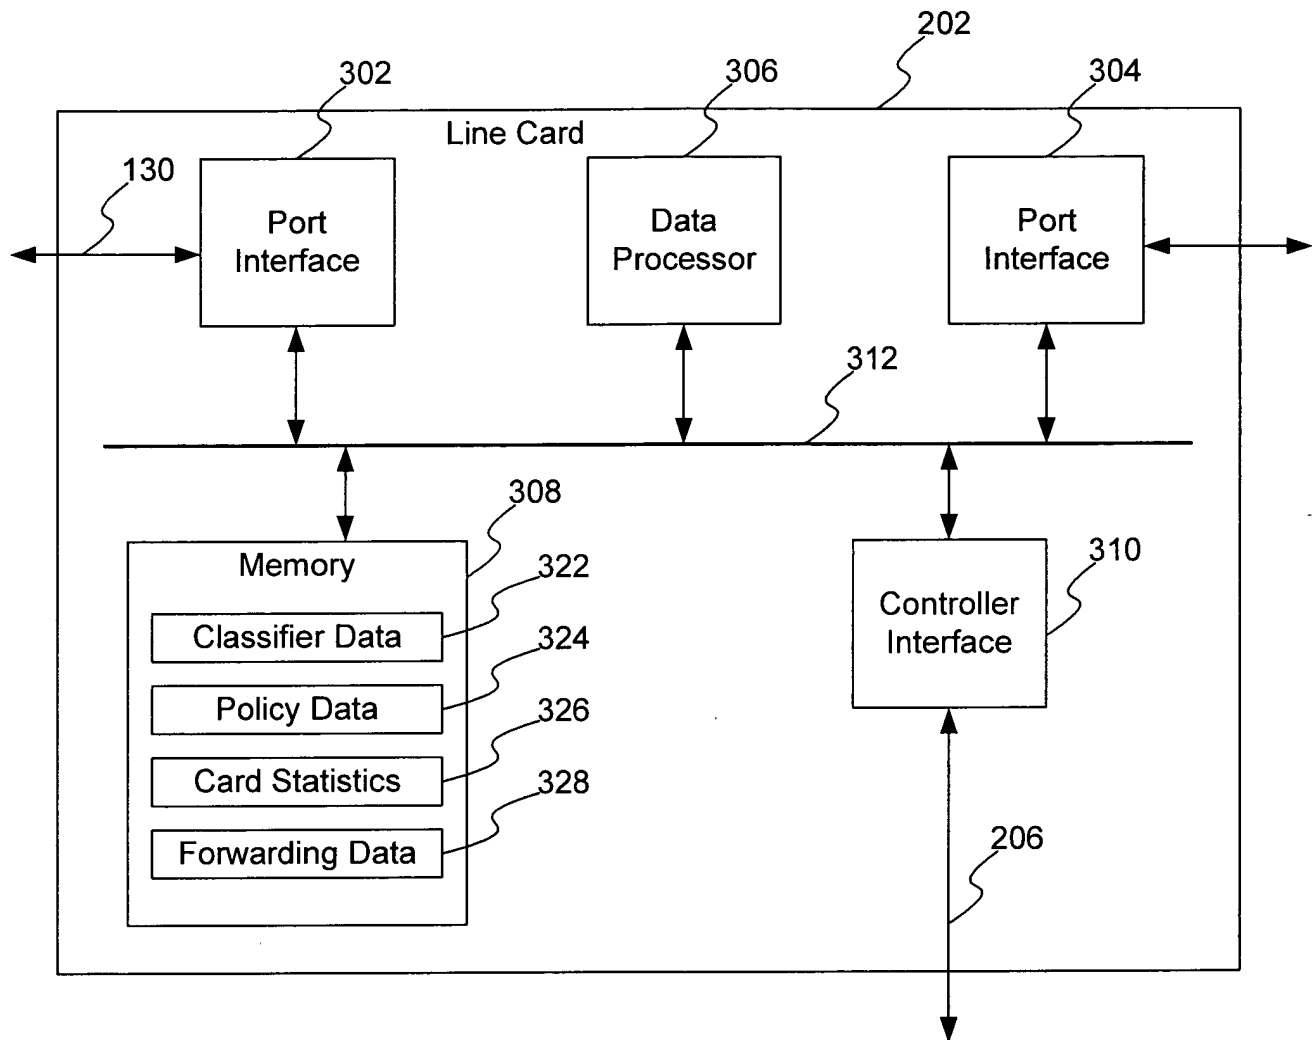 202
302
306
304
Line Card
130
Port
Interface
Data
Processor
Port
Interface
312
308
Memory
322
Classifier Data
324
Policy Data
326
Card Statistics
328
Forwarding Data
310
Controller
Interface
206